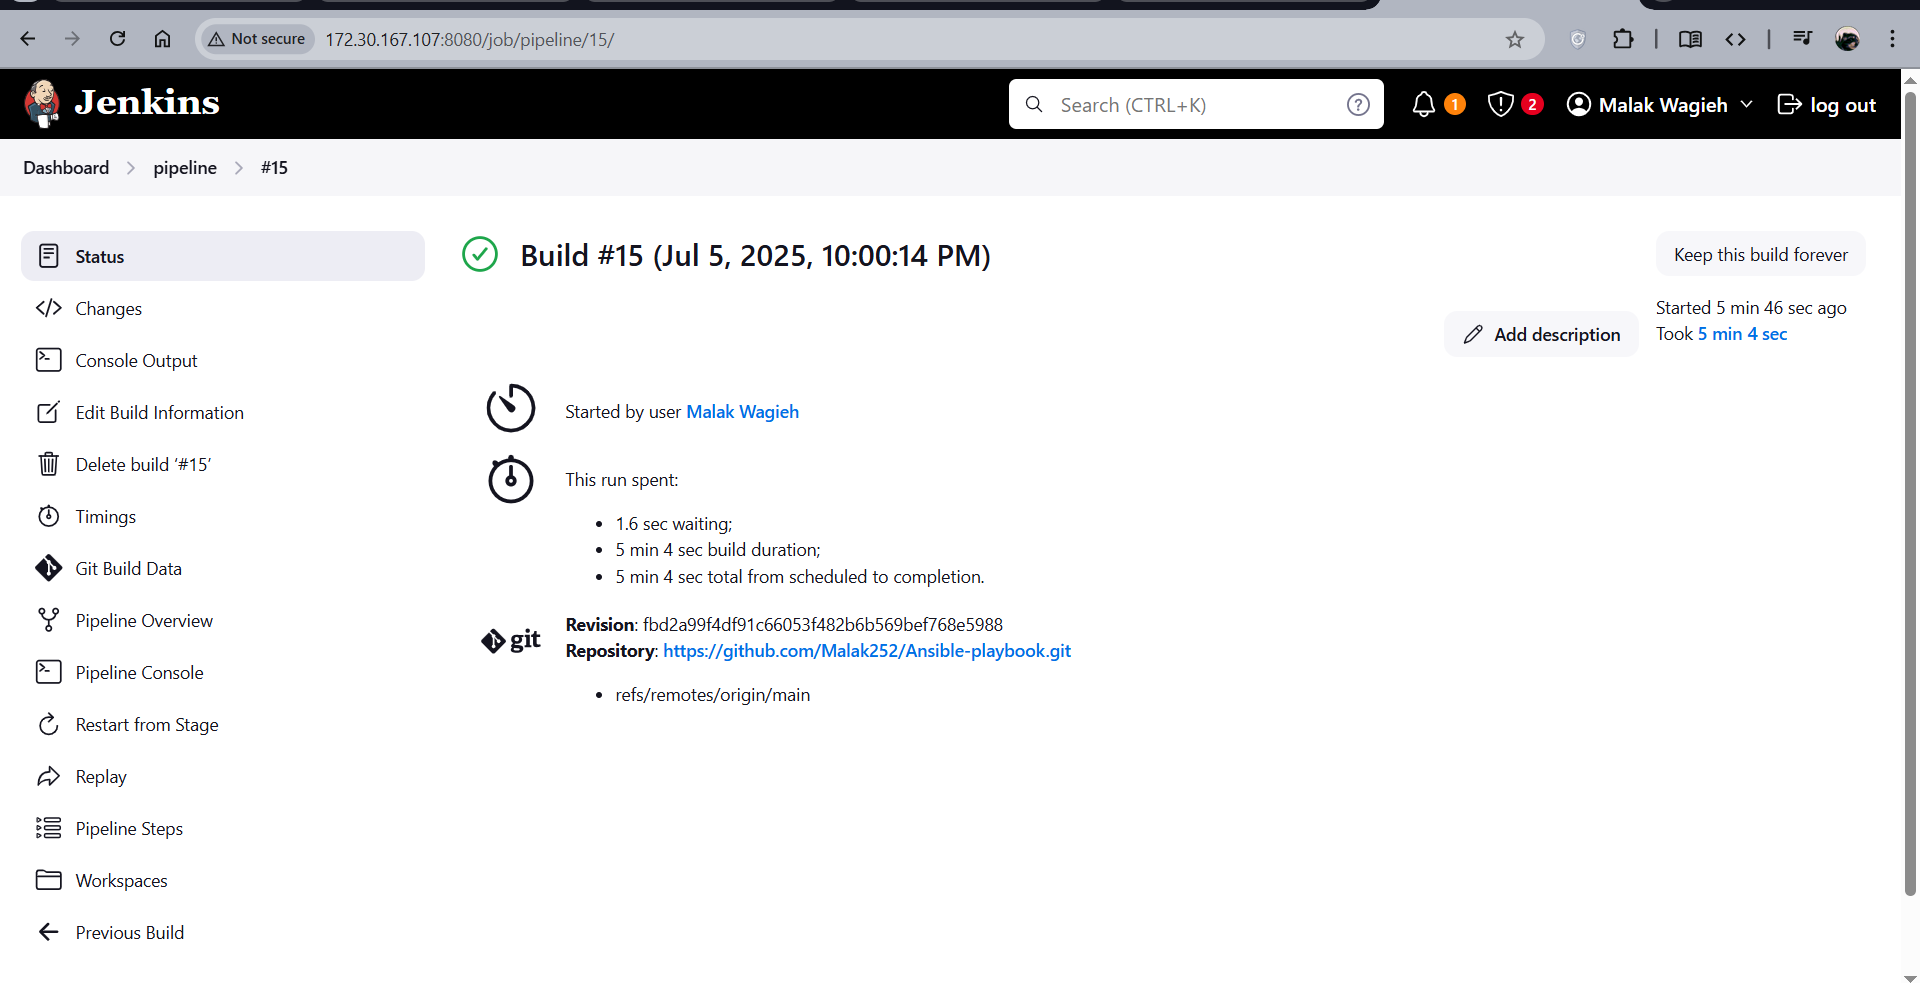 Not secure 172.30.167.107:8080/job/pipeline/15/
Jenkins Search (CTRL+K) ? 1 2 Malak Wagieh log out
Dashboard pipeline #15
Status
Changes
Console Output
Edit Build Information
Delete build ‘#15’
Timings
Git Build Data
Pipeline Overview
Pipeline Console
Restart from Stage
Replay
Pipeline Steps
Workspaces
Previous Build
Build #15 (Jul 5, 2025, 10:00:14 PM)
Keep this build forever
Add description
Started 5 min 46 sec ago
Took 5 min 4 sec
Started by user Malak Wagieh
This run spent:
• 1.6 sec waiting;
• 5 min 4 sec build duration;
• 5 min 4 sec total from scheduled to completion.
git
Revision: fbd2a99f4df91c66053f482b6b569bef768e5988
Repository: https://github.com/Malak252/Ansible-playbook.git
• refs/remotes/origin/main